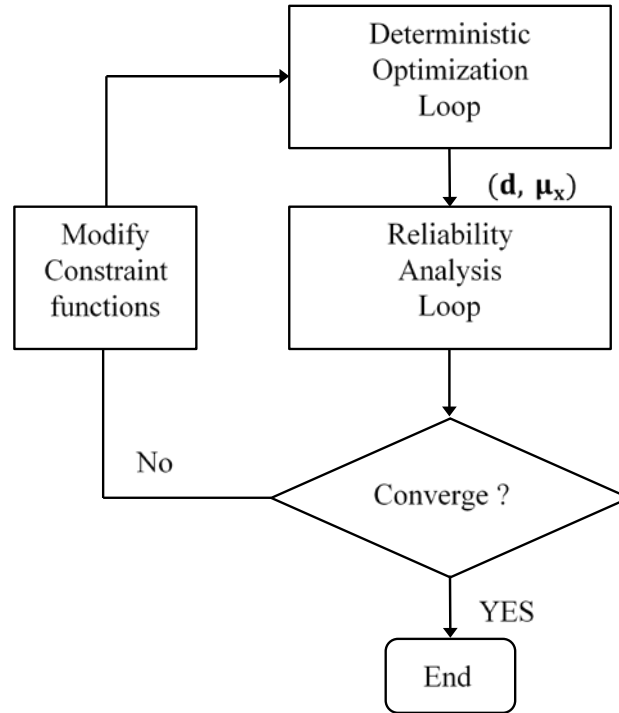 Deterministic
Optimization
Loop
(d, μx)
Modify
Constraint
functions
Reliability
Analysis
Loop
No
Converge ?
YES
End